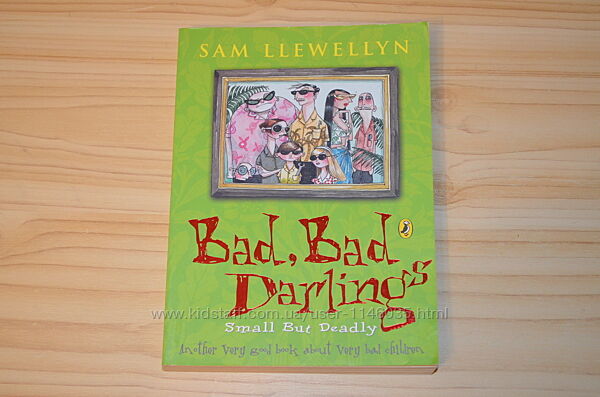 SAM LLEWELLYN
Bad, Bad
Darlings
www.kidstaff.com.ua/user-1146035.html
Small But Deadly
Another very good book about very bad children